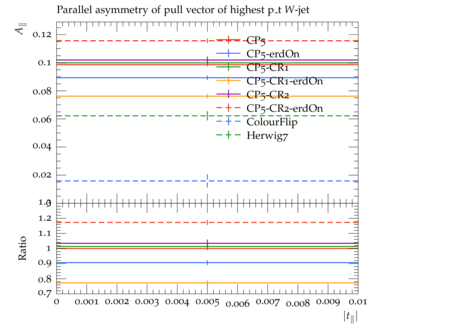 Parallel asymmetry of pull vector of highest p.t W-jet
A∥
0.12
0.1
0.08
0.06
0.04
0.02
CP5
CP5-erdOn
CP5-CR1
CP5-CR1-erdOn
CP5-CR2
CP5-CR2-erdOn
ColourFlip
Herwig7
1.2
1.1
1
0.9
0.8
0.7
Ratio
0 0.001 0.002 0.003 0.004 0.005 0.006 0.007 0.008 0.009 0.01
|t∥|